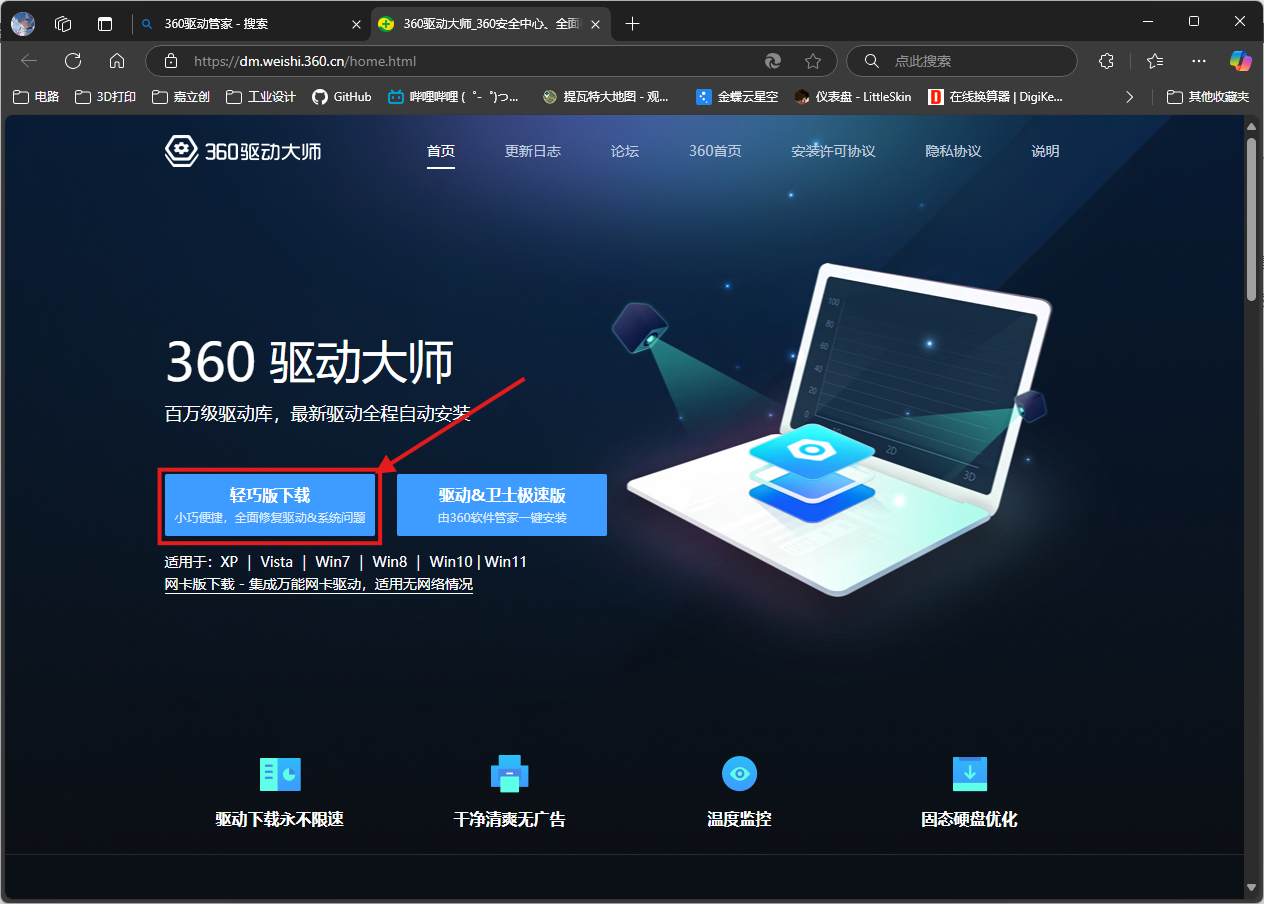 360驱动管家 - 搜索
360驱动大师_360安全中心、全面
https://dm.weishi.360.cn/home.html
点此搜索
电路
3D打印
嘉立创
工业设计
GitHub
哔哩哔哩 ( ゜- ゜)つ...
提瓦特大地图 - 观...
金蝶云星空
仪表盘 - LittleSkin
在线换算器 | DigiKe...
其他收藏夹
360驱动大师
首页
更新日志
论坛
360首页
安装许可协议
隐私协议
说明
360 驱动大师
百万级驱动库，最新驱动全程自动安装
轻巧版下载
小巧便捷，全面修复驱动&系统问题
驱动&卫士极速版
由360软件管家一键安装
适用于：XP | Vista | Win7 | Win8 | Win10 | Win11
网卡版下载 - 集成万能网卡驱动，适用无网络情况
100
80
60
40
20
0
2D
3D
驱动下载永不限速
干净清爽无广告
温度监控
固态硬盘优化